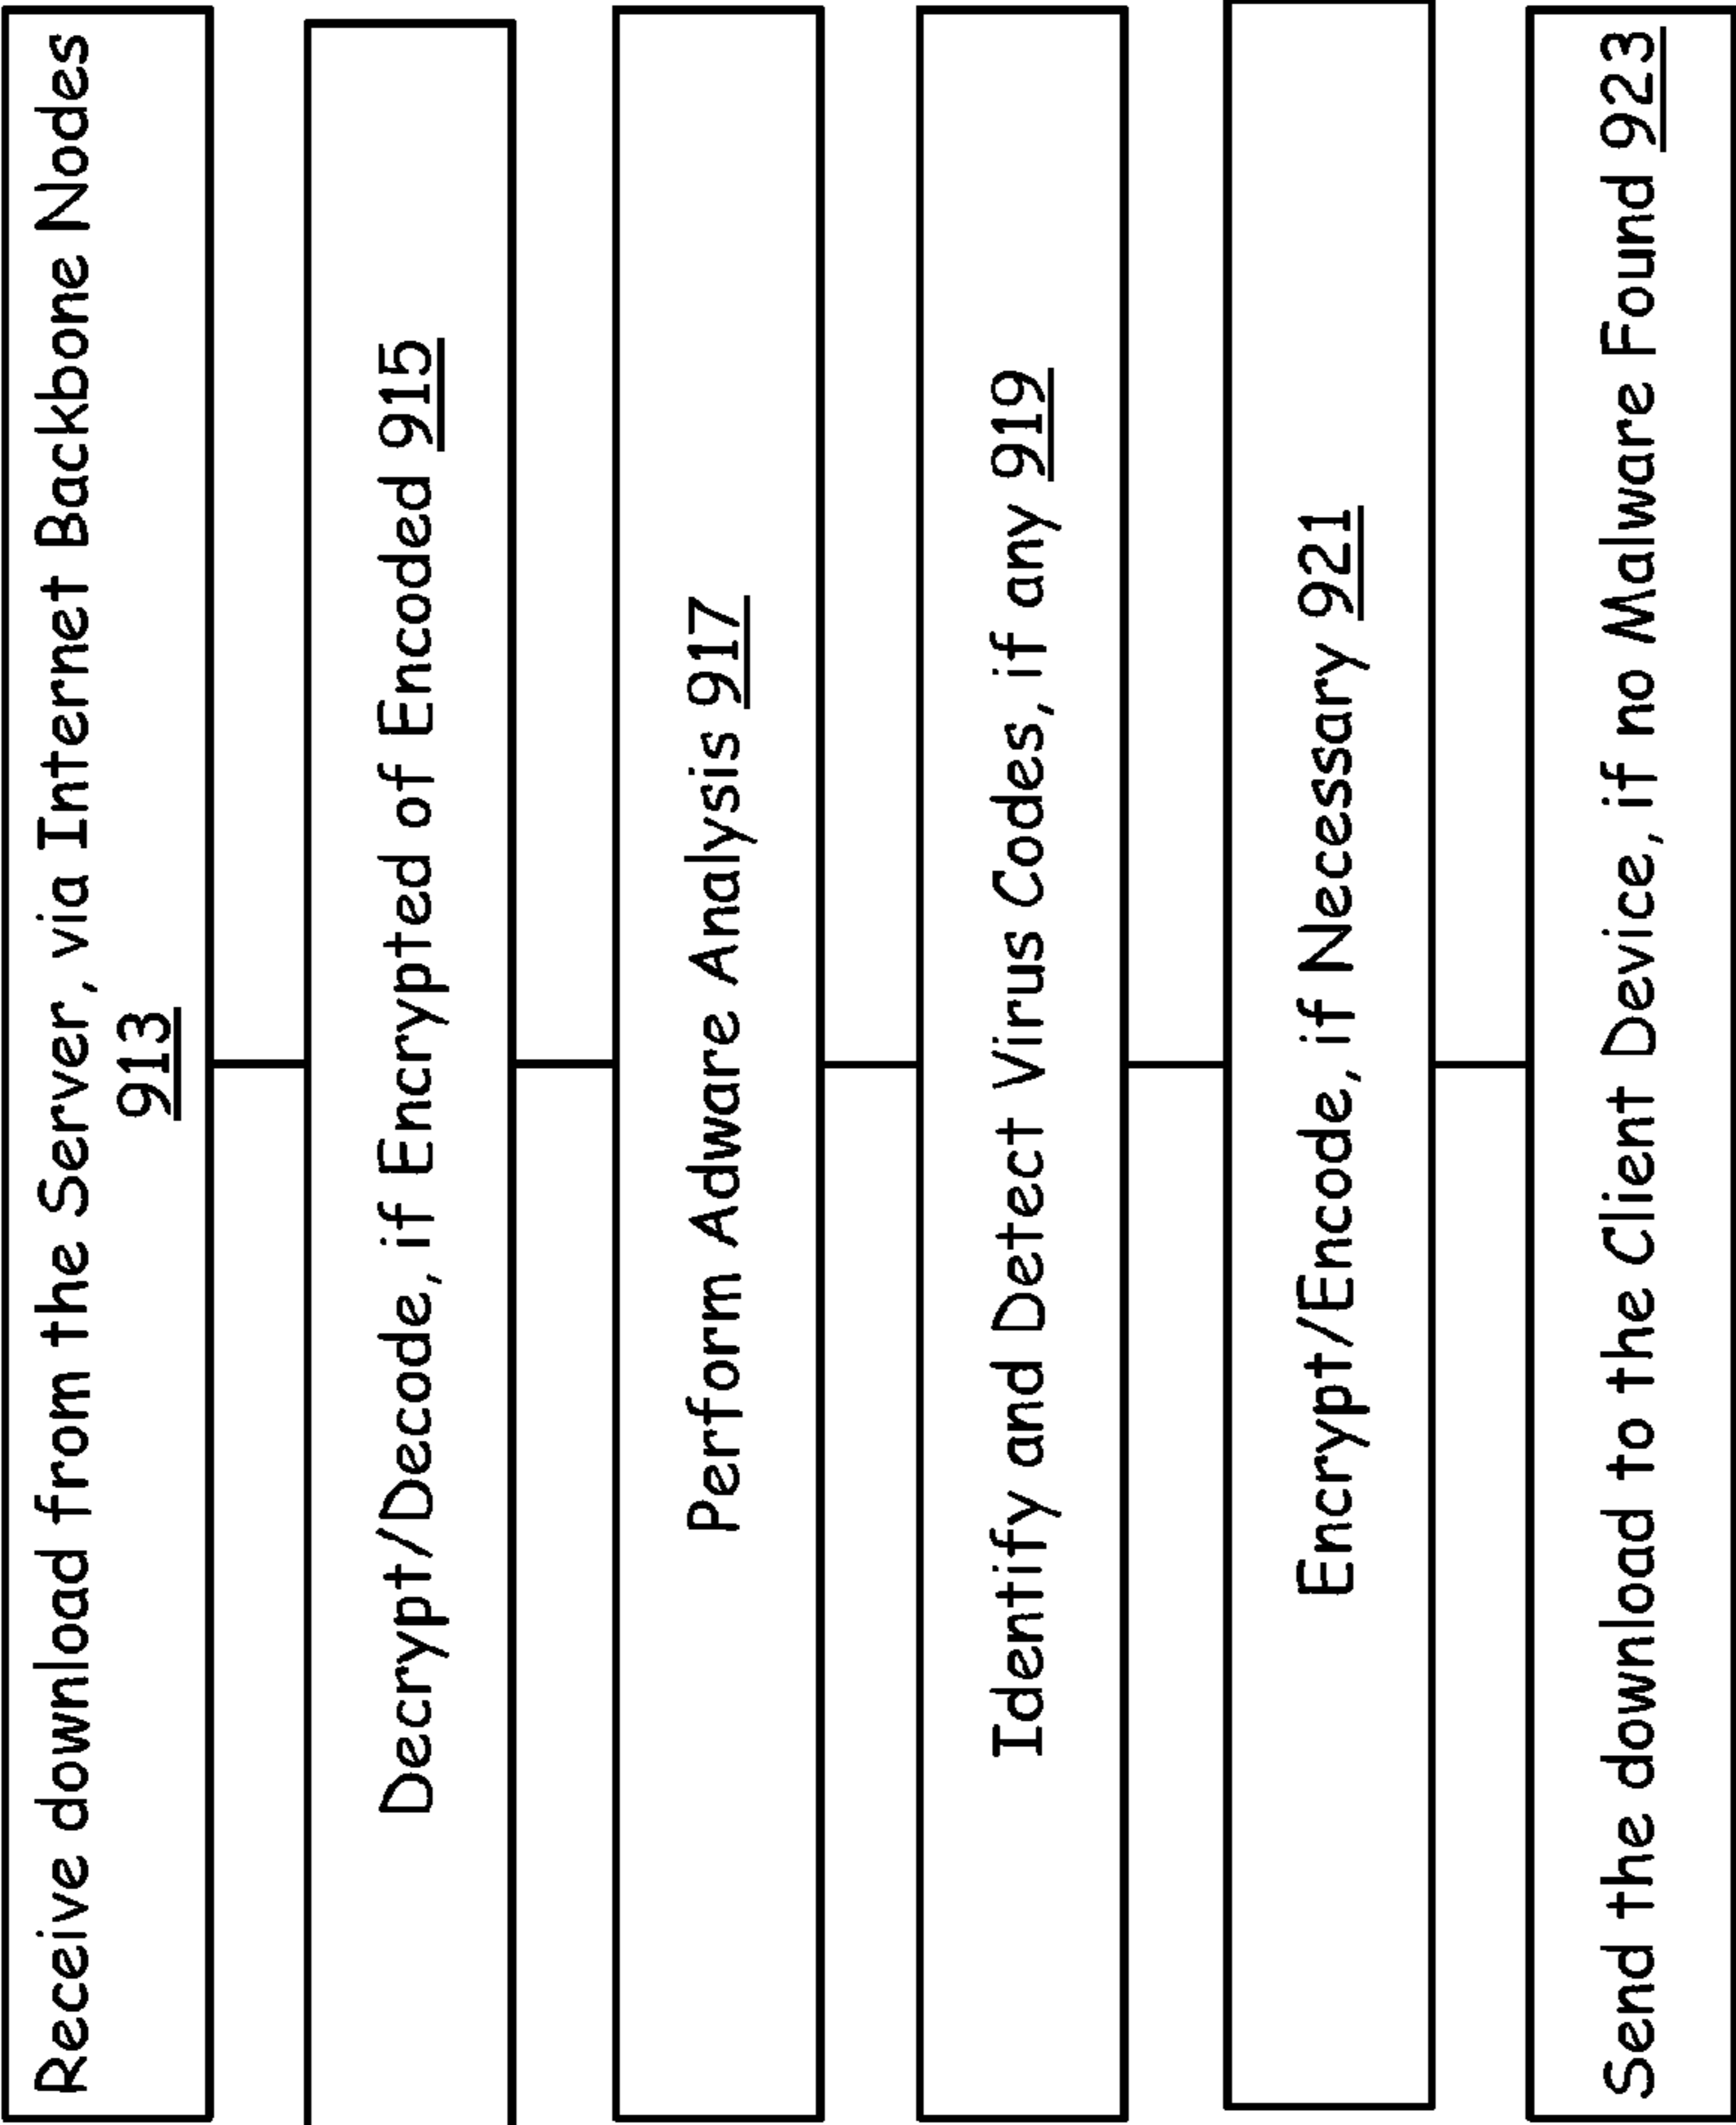 Receive download from the Server, via Internet Backbone Nodes
913
Decrypt/Decode, if Encrypted of Encoded 915
Perform Adware Analysis 917
Identify and Detect Virus Codes, if any 919
Encrypt/Encode, if Necessary 921
Send the download to the Client Device, if no Malware Found 923